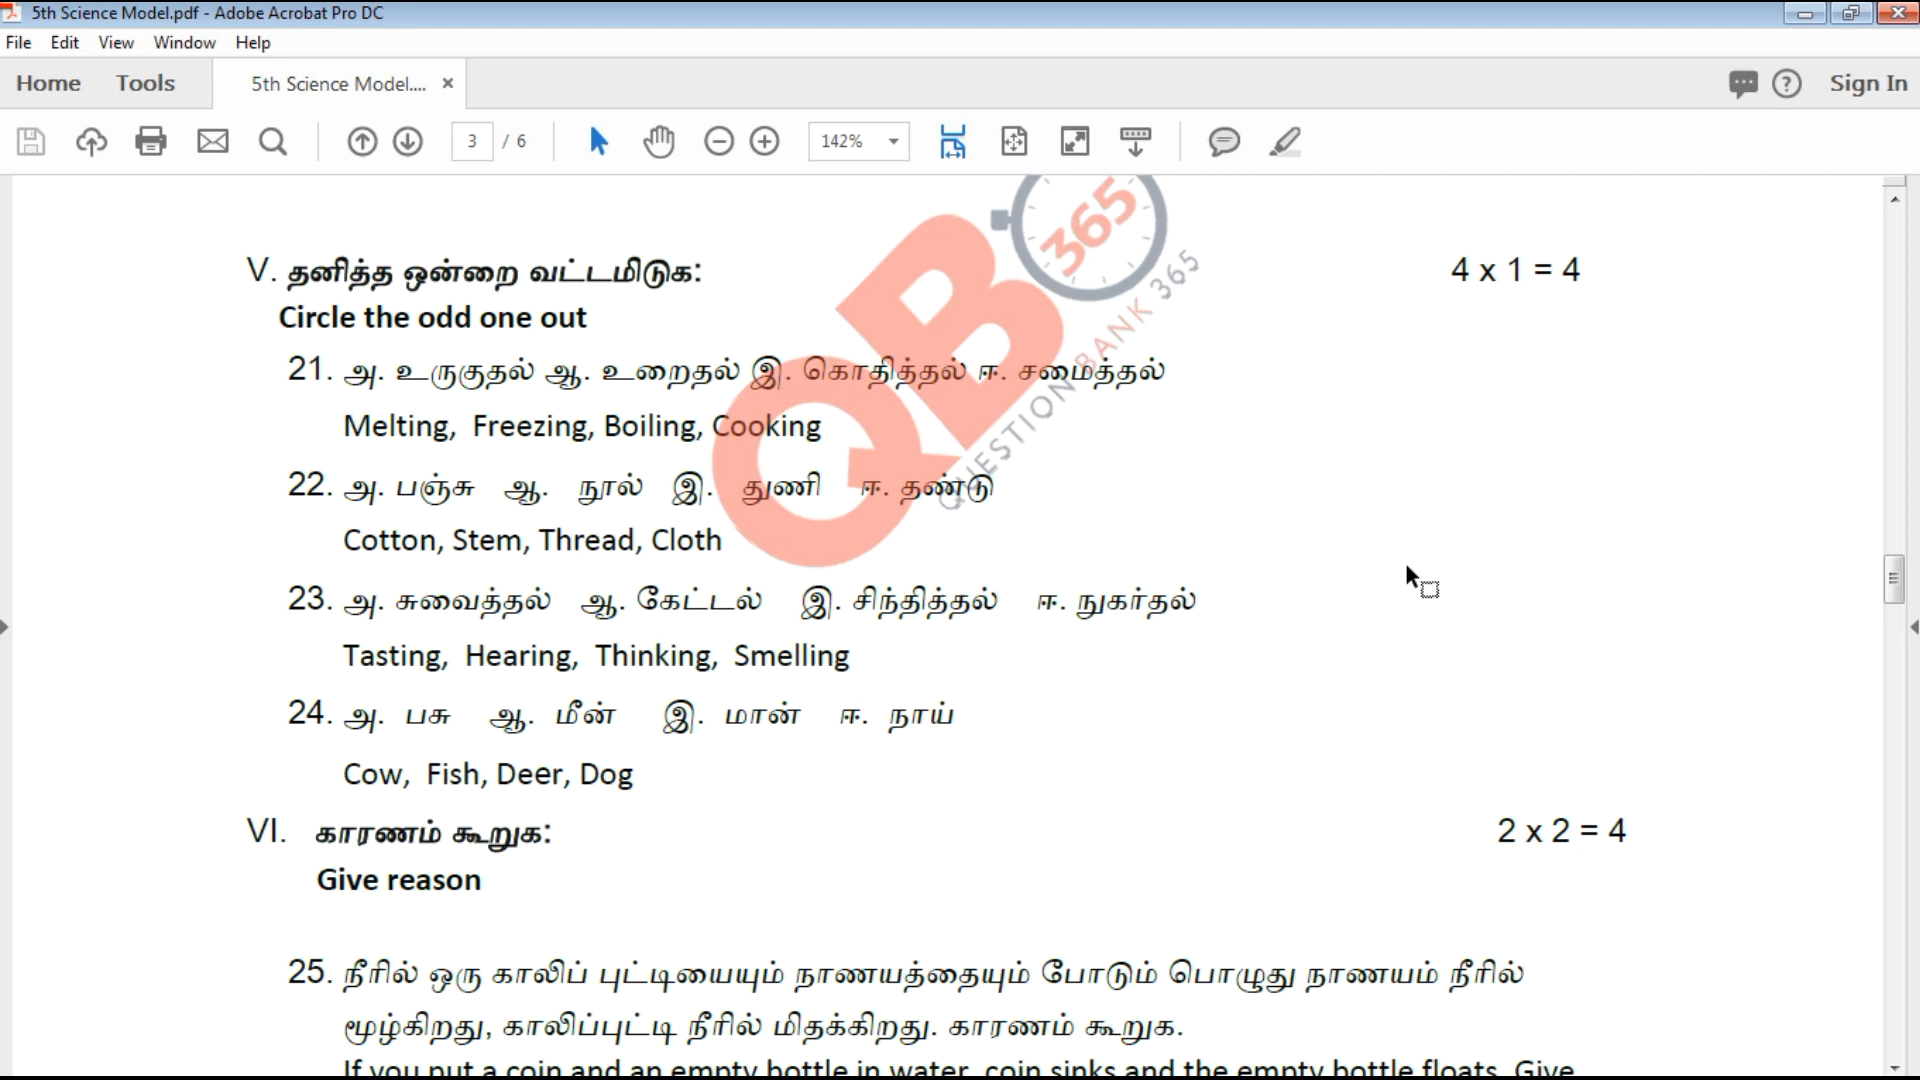 5th Science Model.pdf - Adobe Acrobat Pro DC
File Edit View Window Help
Home Tools 5th Science Model.... × Sign In
3 / 6 142%
365
QB
QUESTION BANK 365
V. தனித்த ஒன்றை வட்டமிடுக: 4 x 1 = 4
Circle the odd one out
21. அ. உருகுதல் ஆ. உறைதல் இ. கொதித்தல் ஈ. சமைத்தல்
Melting, Freezing, Boiling, Cooking
22. அ. பஞ்சு ஆ. நூல் இ. துணி ஈ. தண்டு
Cotton, Stem, Thread, Cloth
23. அ. சுவைத்தல் ஆ. கேட்டல் இ. சிந்தித்தல் ஈ. நுகர்தல்
Tasting, Hearing, Thinking, Smelling
24. அ. பசு ஆ. மீன் இ. மான் ஈ. நாய்
Cow, Fish, Deer, Dog
VI. காரணம் கூறுக: 2 x 2 = 4
Give reason
25. நீரில் ஒரு காலிப் புட்டியையும் நாணயத்தையும் போடும் பொழுது நாணயம் நீரில்
மூழ்கிறது, காலிப்புட்டி நீரில் மிதக்கிறது. காரணம் கூறுக.
If you put a coin and an empty bottle in water, coin sinks and the empty bottle floats. Give